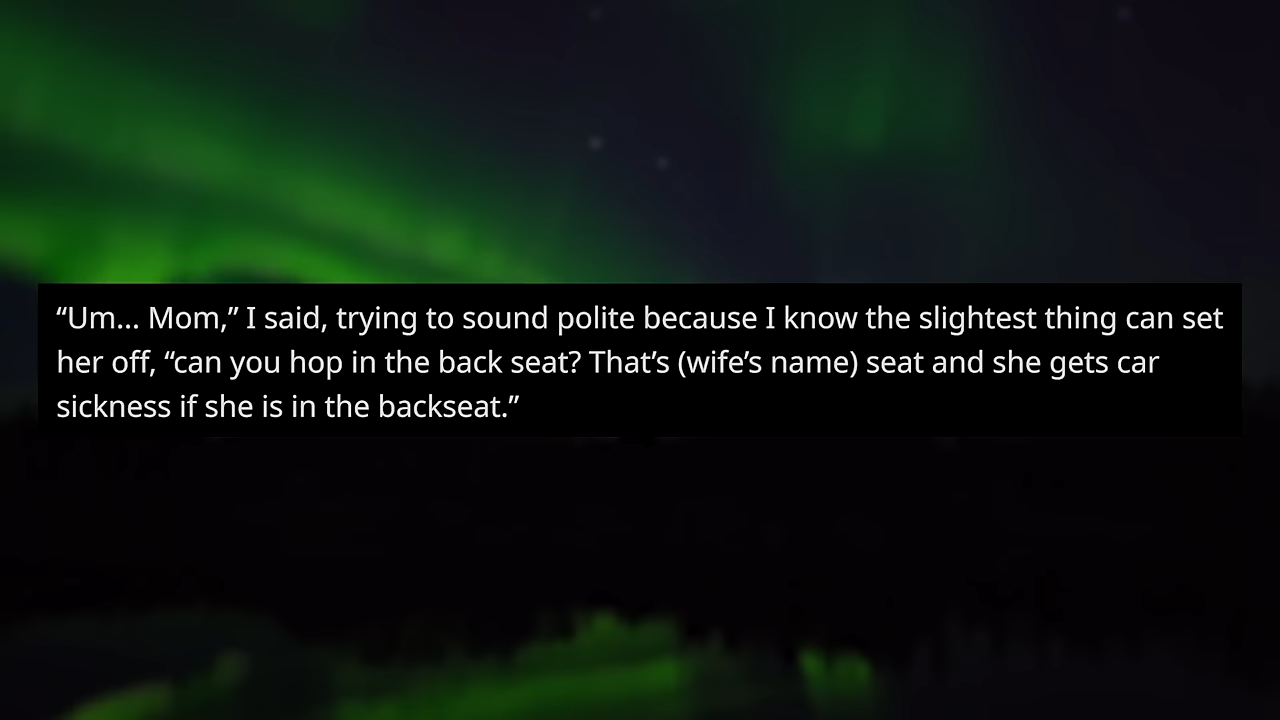 “Um... Mom,” I said, trying to sound polite because I know the slightest thing can set
her off, “can you hop in the back seat? That’s (wife’s name) seat and she gets car
sickness if she is in the backseat.”